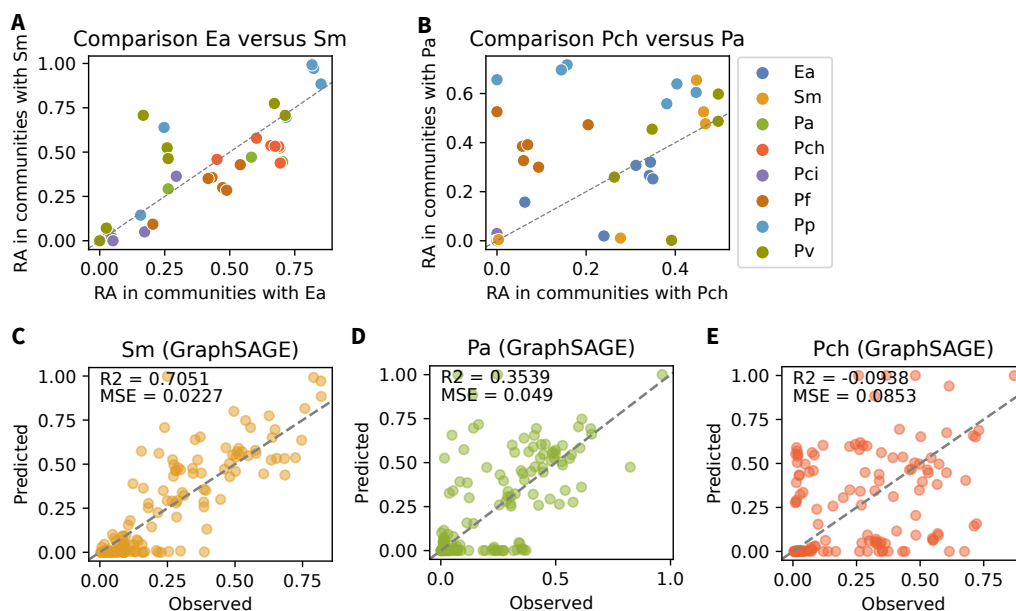 A
Comparison Ea versus Sm
RA in communities with Sm
1.00
0.75
0.50
0.25
0.00
0.00 0.25 0.50 0.75
RA in communities with Ea
B
Comparison Pch versus Pa
RA in communities with Pa
0.6
0.4
0.2
0.0
0.0 0.2 0.4
RA in communities with Pch
Ea
Sm
Pa
Pch
Pci
Pf
Pp
Pv
C
Sm (GraphSAGE)
R2 = 0.7051
MSE = 0.0227
Predicted
1.00
0.75
0.50
0.25
0.00
0.00 0.25 0.50 0.75
Observed
D
Pa (GraphSAGE)
R2 = 0.3539
MSE = 0.049
Predicted
1.00
0.75
0.50
0.25
0.00
0.0 0.5 1.0
Observed
E
Pch (GraphSAGE)
R2 = -0.0938
MSE = 0.0853
Predicted
1.00
0.75
0.50
0.25
0.00
0.00 0.25 0.50 0.75
Observed